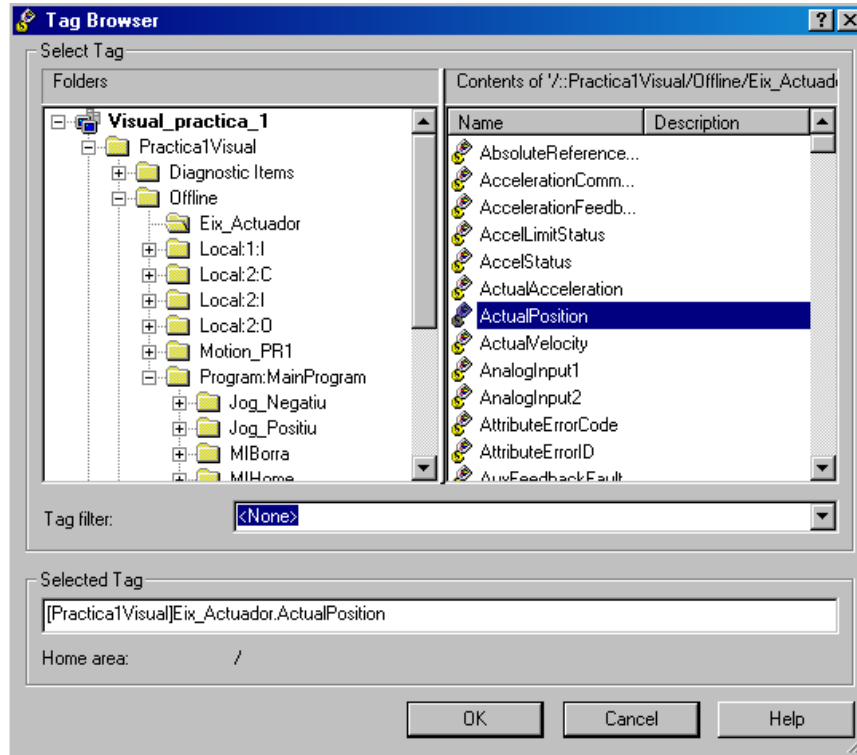 Tag Browser
Select Tag
Folders
Contents of '/::Practica1Visual/Offline/Eix_Actuad
Visual_practica_1
Practica1Visual
Diagnostic Items
Offline
Eix_Actuador
Local:1:I
Local:2:C
Local:2:I
Local:2:O
Motion_PR1
Program:MainProgram
Jog_Negatiu
Jog_Positiu
MIBorra
MIHome
Name Description
AbsoluteReference...
AccelerationComm...
AccelerationFeedb...
AccelLimitStatus
AccelStatus
ActualAcceleration
ActualPosition
ActualVelocity
AnalogInput1
AnalogInput2
AttributeErrorCode
AttributeErrorID
AuxFeedbackFault
Tag filter: <None>
Selected Tag
[Practica1Visual]Eix_Actuador.ActualPosition
Home area: /
OK Cancel Help